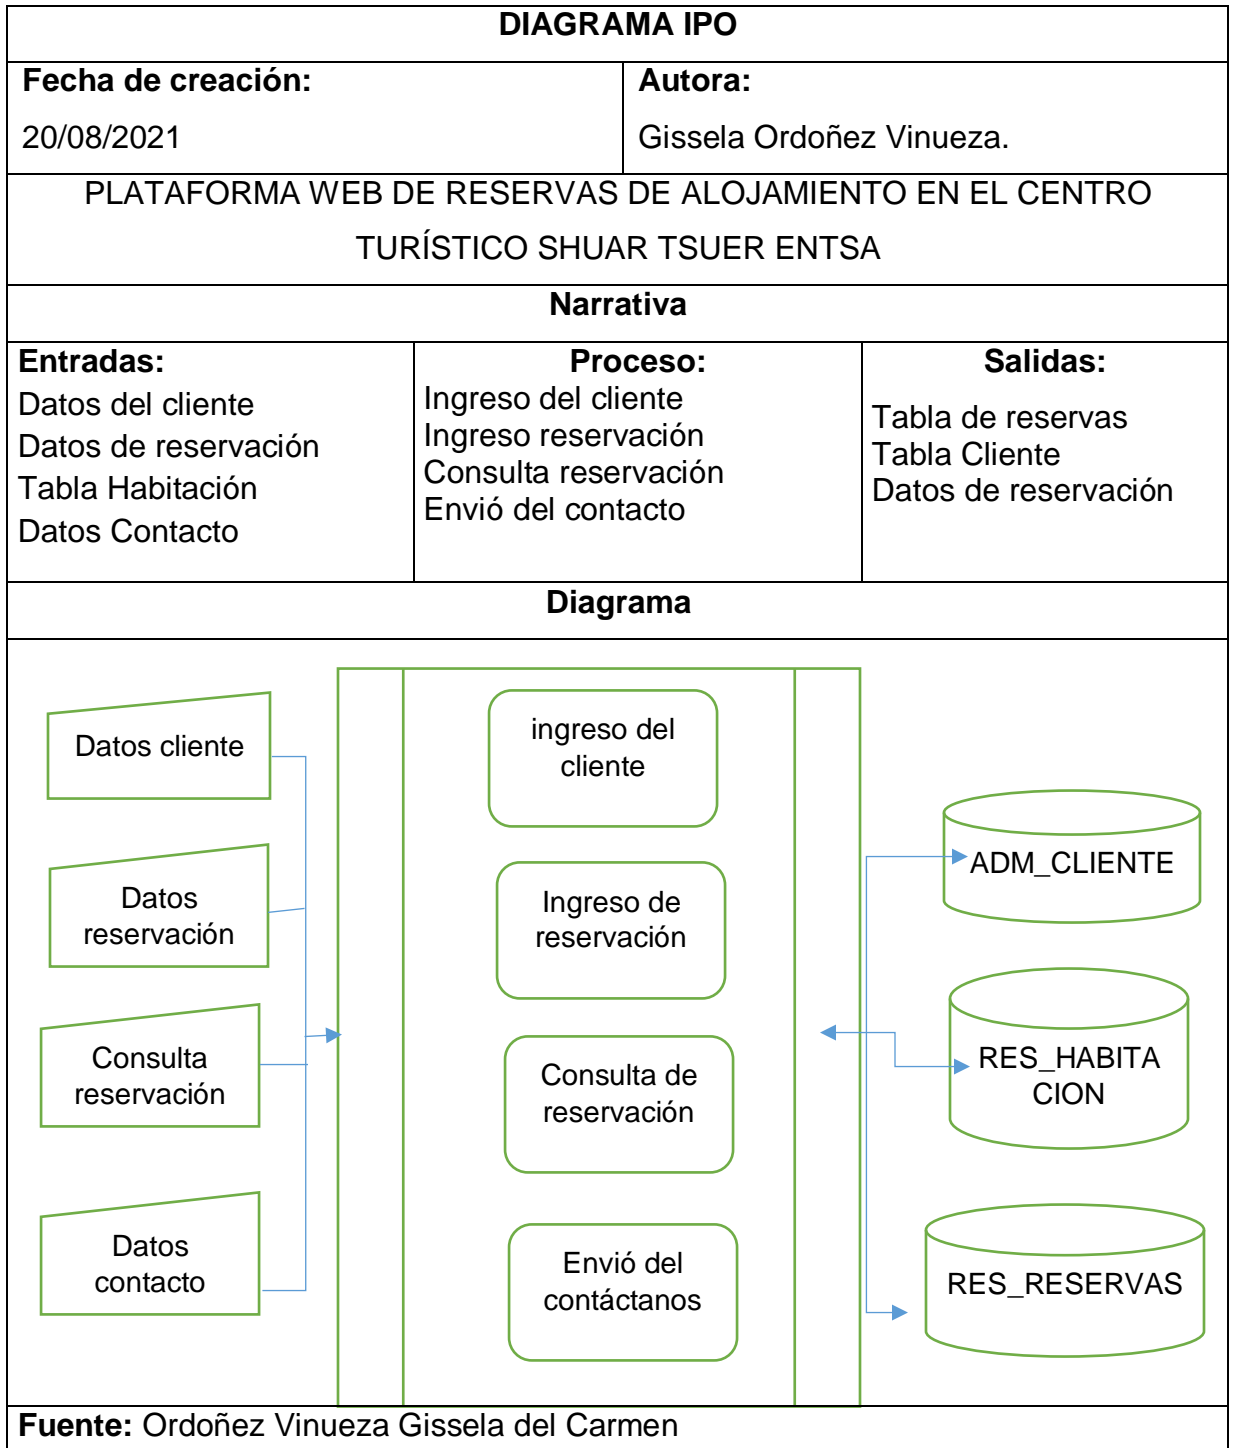 DIAGRAMA IPO
Fecha de creación:
20/08/2021
Autora:
Gissela Ordoñez Vinueza.
PLATAFORMA WEB DE RESERVAS DE ALOJAMIENTO EN EL CENTRO
TURÍSTICO SHUAR TSUER ENTSA
Narrativa
Entradas:
Datos del cliente
Datos de reservación
Tabla Habitación
Datos Contacto
Proceso:
Ingreso del cliente
Ingreso reservación
Consulta reservación
Envió del contacto
Salidas:
Tabla de reservas
Tabla Cliente
Datos de reservación
Diagrama
Datos cliente
Datos
reservación
Consulta
reservación
Datos
contacto
ingreso del
cliente
Ingreso de
reservación
Consulta de
reservación
Envió del
contáctanos
ADM_CLIENTE
RES_HABITA
CION
RES_RESERVAS
Fuente: Ordoñez Vinueza Gissela del Carmen